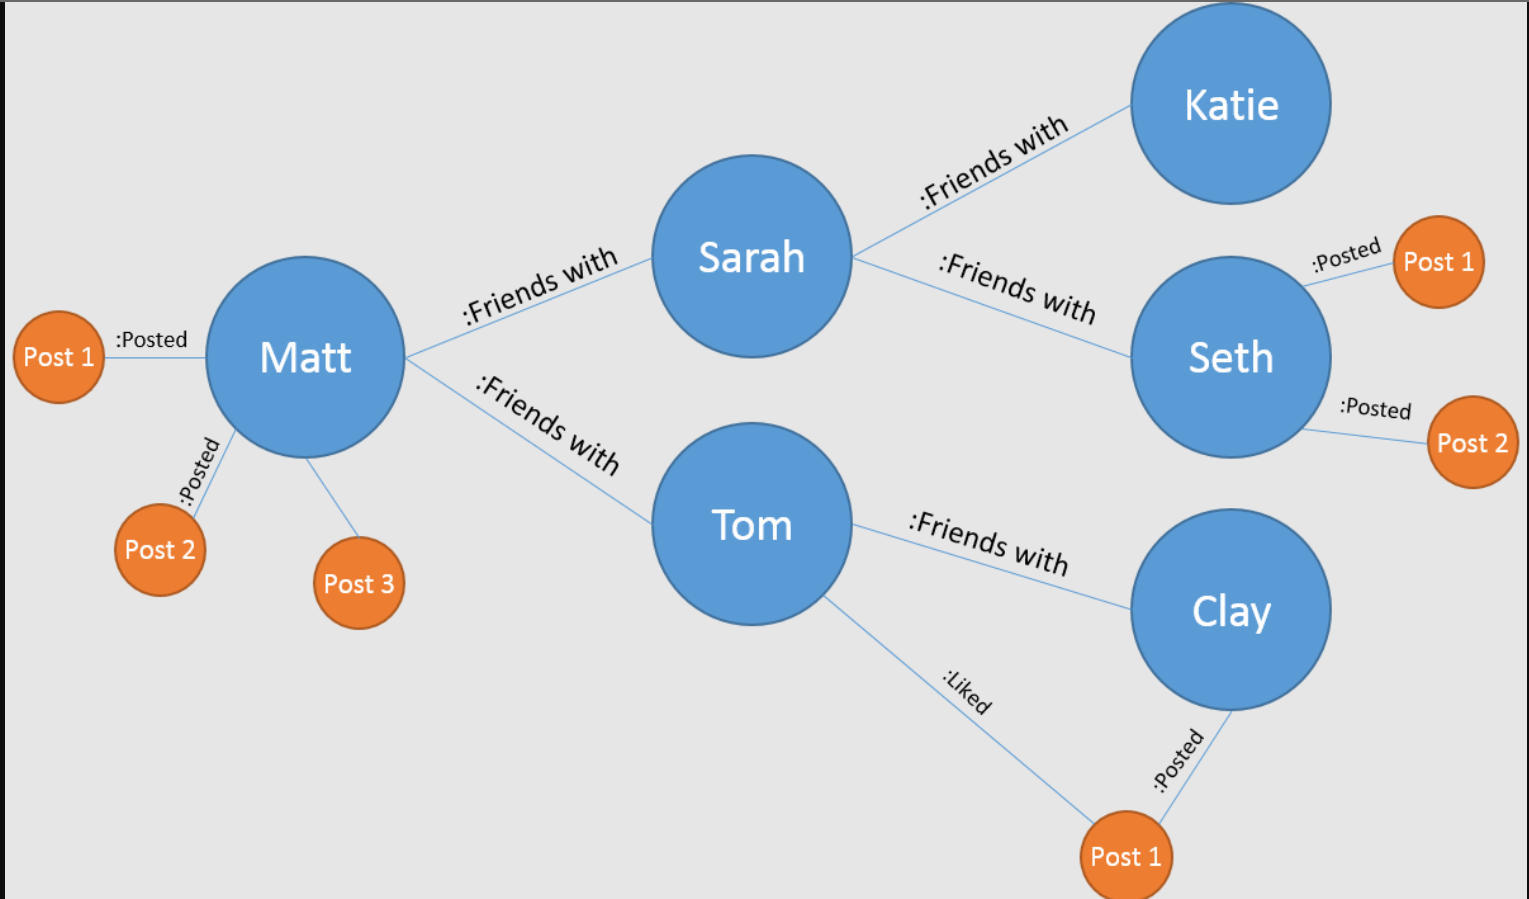 Katie
:Friends with
Sarah
:Friends with
:Friends with
:Posted
Post 1
Matt
:Posted
Post 1
Seth
:Friends with
:Posted
Post 2
:Posted
Post 2
Post 3
Tom
:Friends with
Clay
:Liked
:Posted
Post 1